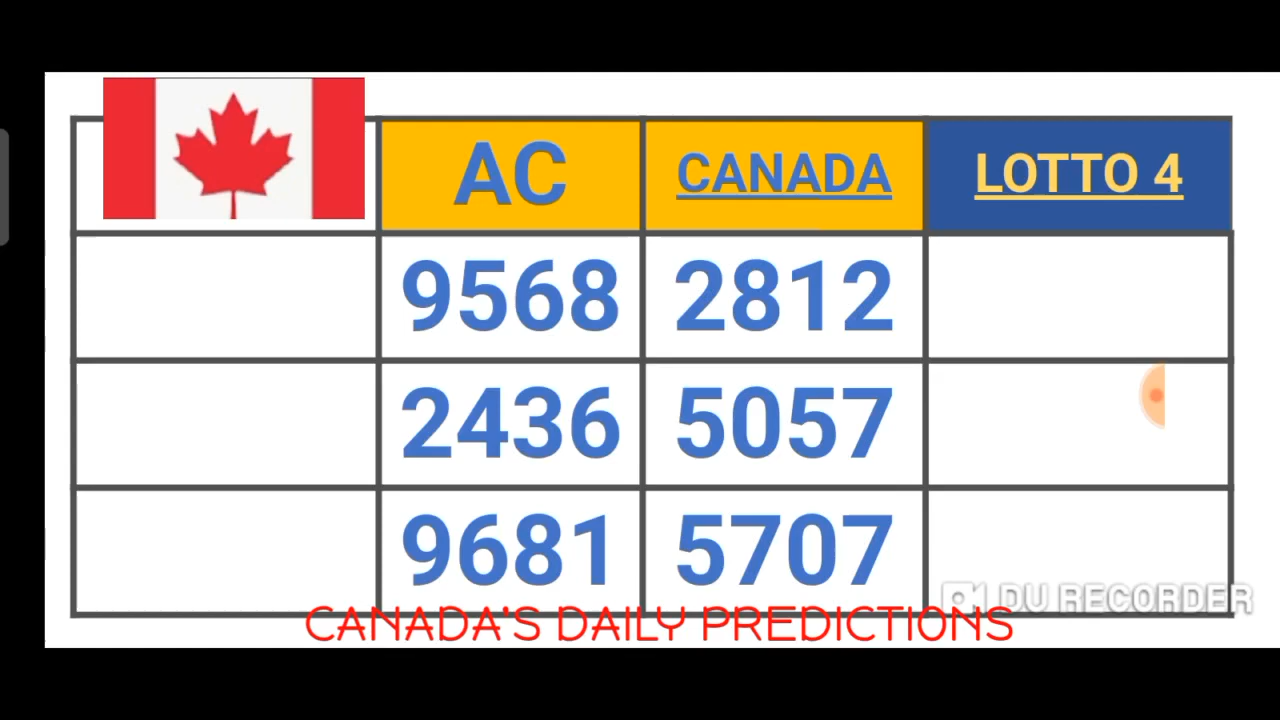 AC CANADA LOTTO 4
9568 2812
2436 5057
9681 5707
DU RECORDER
CANADA'S DAILY PREDICTIONS